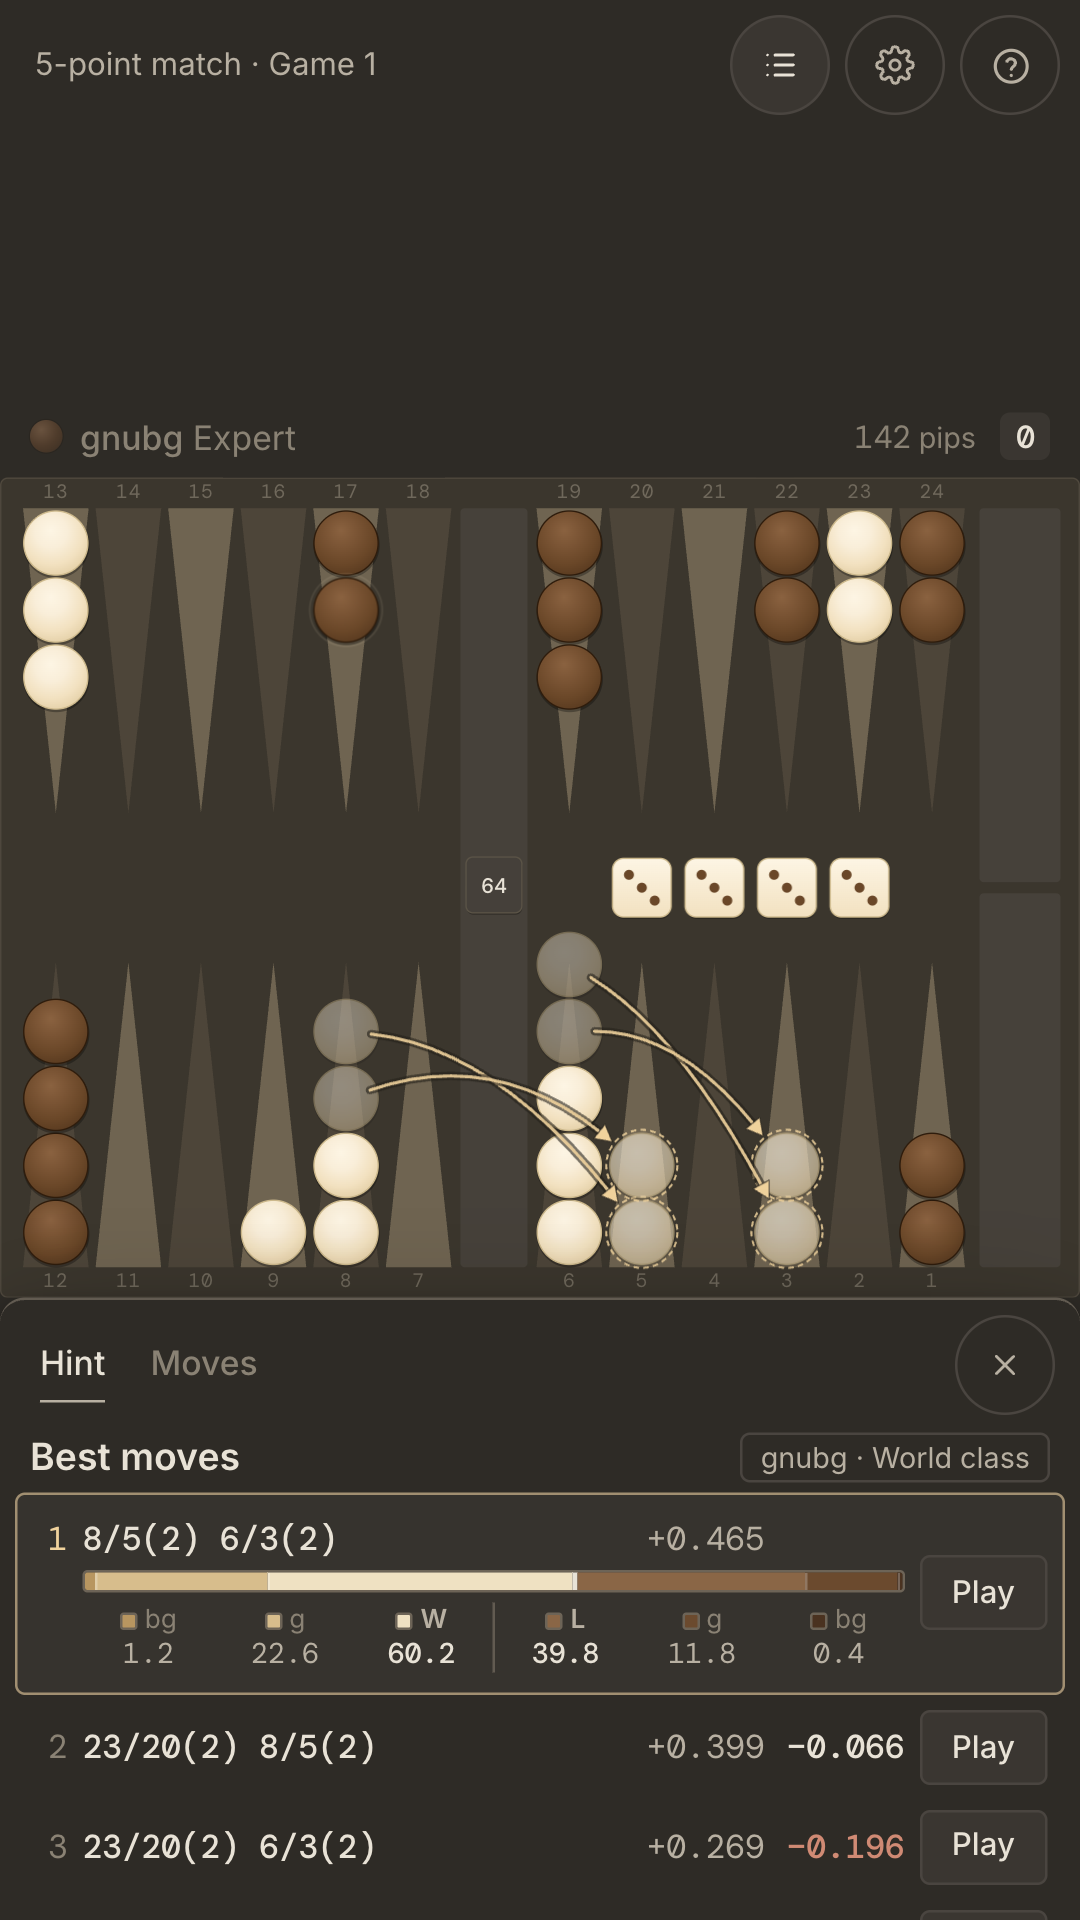 5-point match · Game 1
gnubg Expert 142 pips 0
13 14 15 16 17 18 19 20 21 22 23 24
64
12 11 10 9 8 7 6 5 4 3 2 1
Hint Moves
Best moves gnubg · World class
1 8/5(2) 6/3(2) +0.465 Play
bg g W L g bg
1.2 22.6 60.2 39.8 11.8 0.4
2 23/20(2) 8/5(2) +0.399 −0.066 Play
3 23/20(2) 6/3(2) +0.269 −0.196 Play